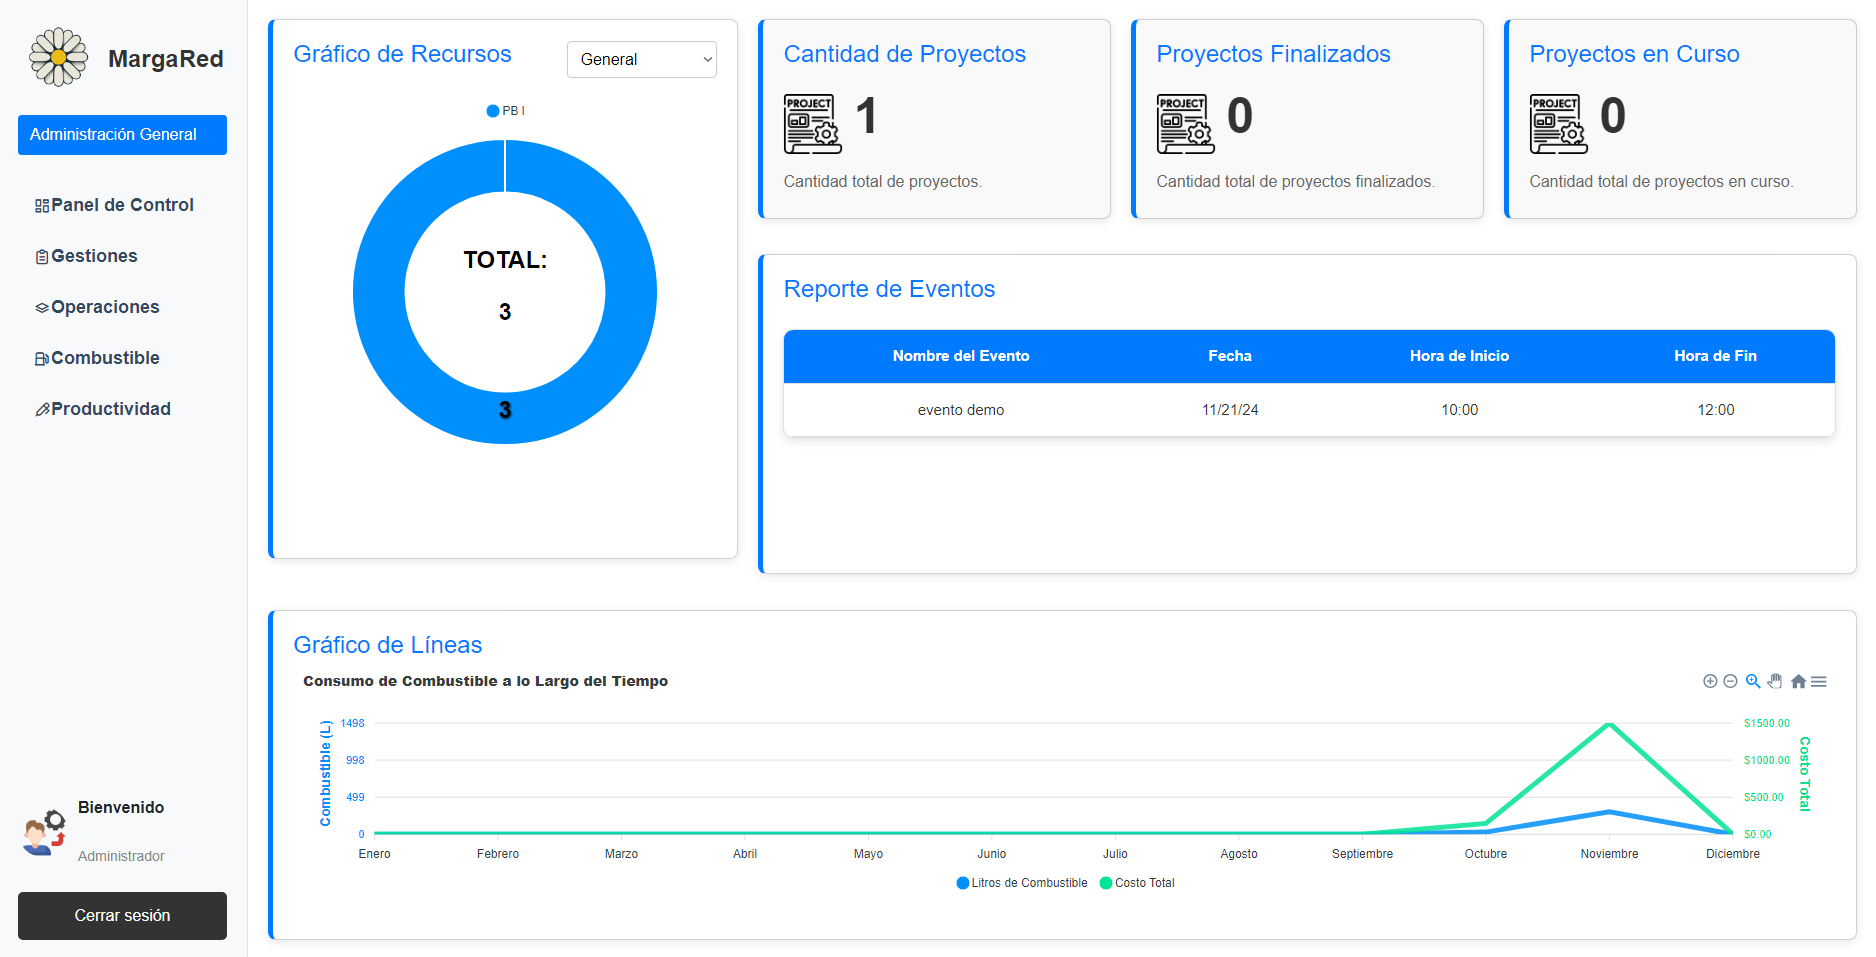 MargaRed
Administración General
Panel de Control
Gestiones
Operaciones
Combustible
Productividad
Bienvenido
Administrador
Cerrar sesión
Gráfico de Recursos
General
PB I
TOTAL:
3
3
Cantidad de Proyectos
PROJECT
1
Cantidad total de proyectos.
Proyectos Finalizados
PROJECT
0
Cantidad total de proyectos finalizados.
Proyectos en Curso
PROJECT
0
Cantidad total de proyectos en curso.
Reporte de Eventos
Nombre del Evento Fecha Hora de Inicio Hora de Fin
evento demo 11/21/24 10:00 12:00
Gráfico de Líneas
Consumo de Combustible a lo Largo del Tiempo
Combustible (L)
1498
998
499
0
$1500.00
$1000.00
$500.00
$0.00
Costo Total
Enero Febrero Marzo Abril Mayo Junio Julio Agosto Septiembre Octubre Noviembre Diciembre
Litros de Combustible Costo Total